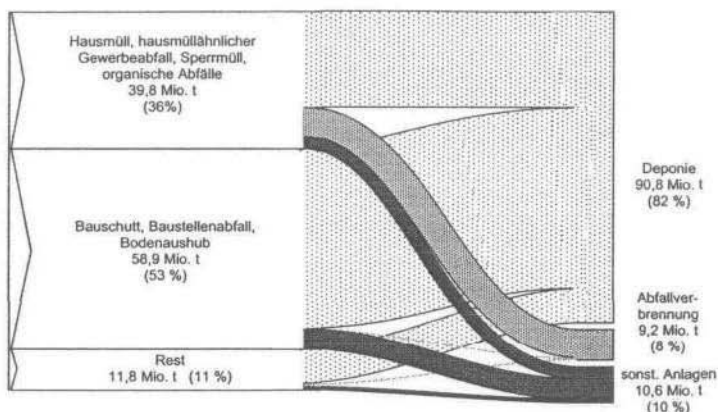 Hausmüll, hausmüllähnlicher
Gewerbeabfall, Sperrmüll,
organische Abfälle
39,8 Mio. t
(36%)
Bauschutt, Baustellenabfall,
Bodenaushub
58,9 Mio. t
(53 %)
Rest
11,8 Mio. t (11 %)
Deponie
90,8 Mio. t
(82 %)
Abfallver-
brennung
9,2 Mio. t
(8 %)
sonst. Anlagen
10,6 Mio. t
(10 %)